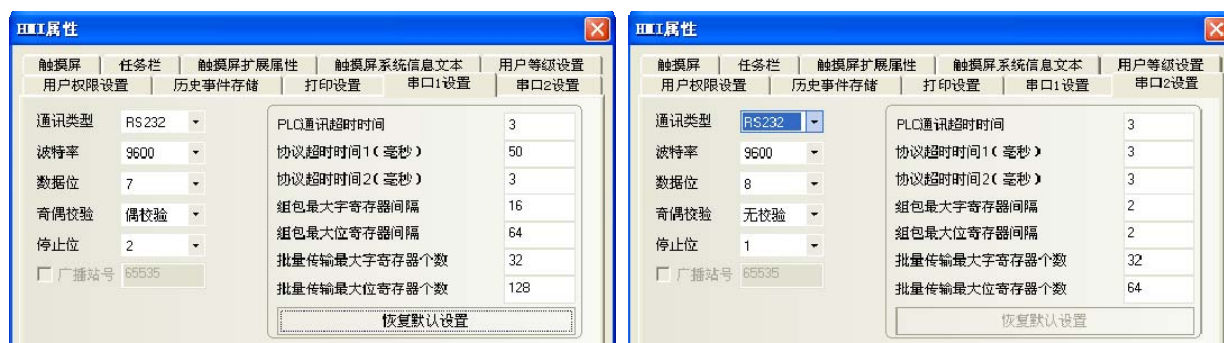 HMI属性
触摸屏 任务栏 触摸屏扩展属性 触摸屏系统信息文本 用户等级设置
用户权限设置 历史事件存储 打印设置 串口1设置 串口2设置
通讯类型 RS232 PLC通讯超时时间 3
波特率 9600 协议超时时间1(毫秒) 50
数据位 7 协议超时时间2(毫秒) 3
奇偶校验 偶校验 组包最大字寄存器间隔 16
停止位 2 组包最大位寄存器间隔 64
广播站号 65535 批量传输最大字寄存器个数 32
批量传输最大位寄存器个数 128
恢复默认设置
HMI属性
触摸屏 任务栏 触摸屏扩展属性 触摸屏系统信息文本 用户等级设置
用户权限设置 历史事件存储 打印设置 串口1设置 串口2设置
通讯类型 RS232 PLC通讯超时时间 3
波特率 9600 协议超时时间1(毫秒) 3
数据位 8 协议超时时间2(毫秒) 3
奇偶校验 无校验 组包最大字寄存器间隔 2
停止位 1 组包最大位寄存器间隔 2
广播站号 65535 批量传输最大字寄存器个数 32
批量传输最大位寄存器个数 64
恢复默认设置